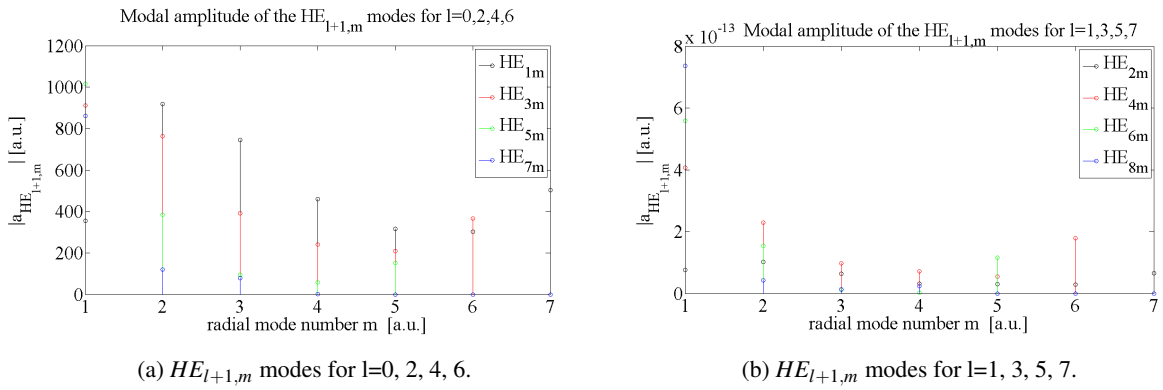 Modal amplitude of the HE_{l+1,m} modes for l=0,2,4,6
1200
1000
800
600
400
200
0
|a_{HE_{l+1,m}}| [a.u.]
1 2 3 4 5 6 7
radial mode number m [a.u.]
HE_{1m}
HE_{3m}
HE_{5m}
HE_{7m}
(a) HE_{l+1,m} modes for l=0, 2, 4, 6.
x 10^{-13} Modal amplitude of the HE_{l+1,m} modes for l=1,3,5,7
8
6
4
2
0
|a_{HE_{l+1,m}}| [a.u.]
1 2 3 4 5 6 7
radial mode number m [a.u.]
HE_{2m}
HE_{4m}
HE_{6m}
HE_{8m}
(b) HE_{l+1,m} modes for l=1, 3, 5, 7.